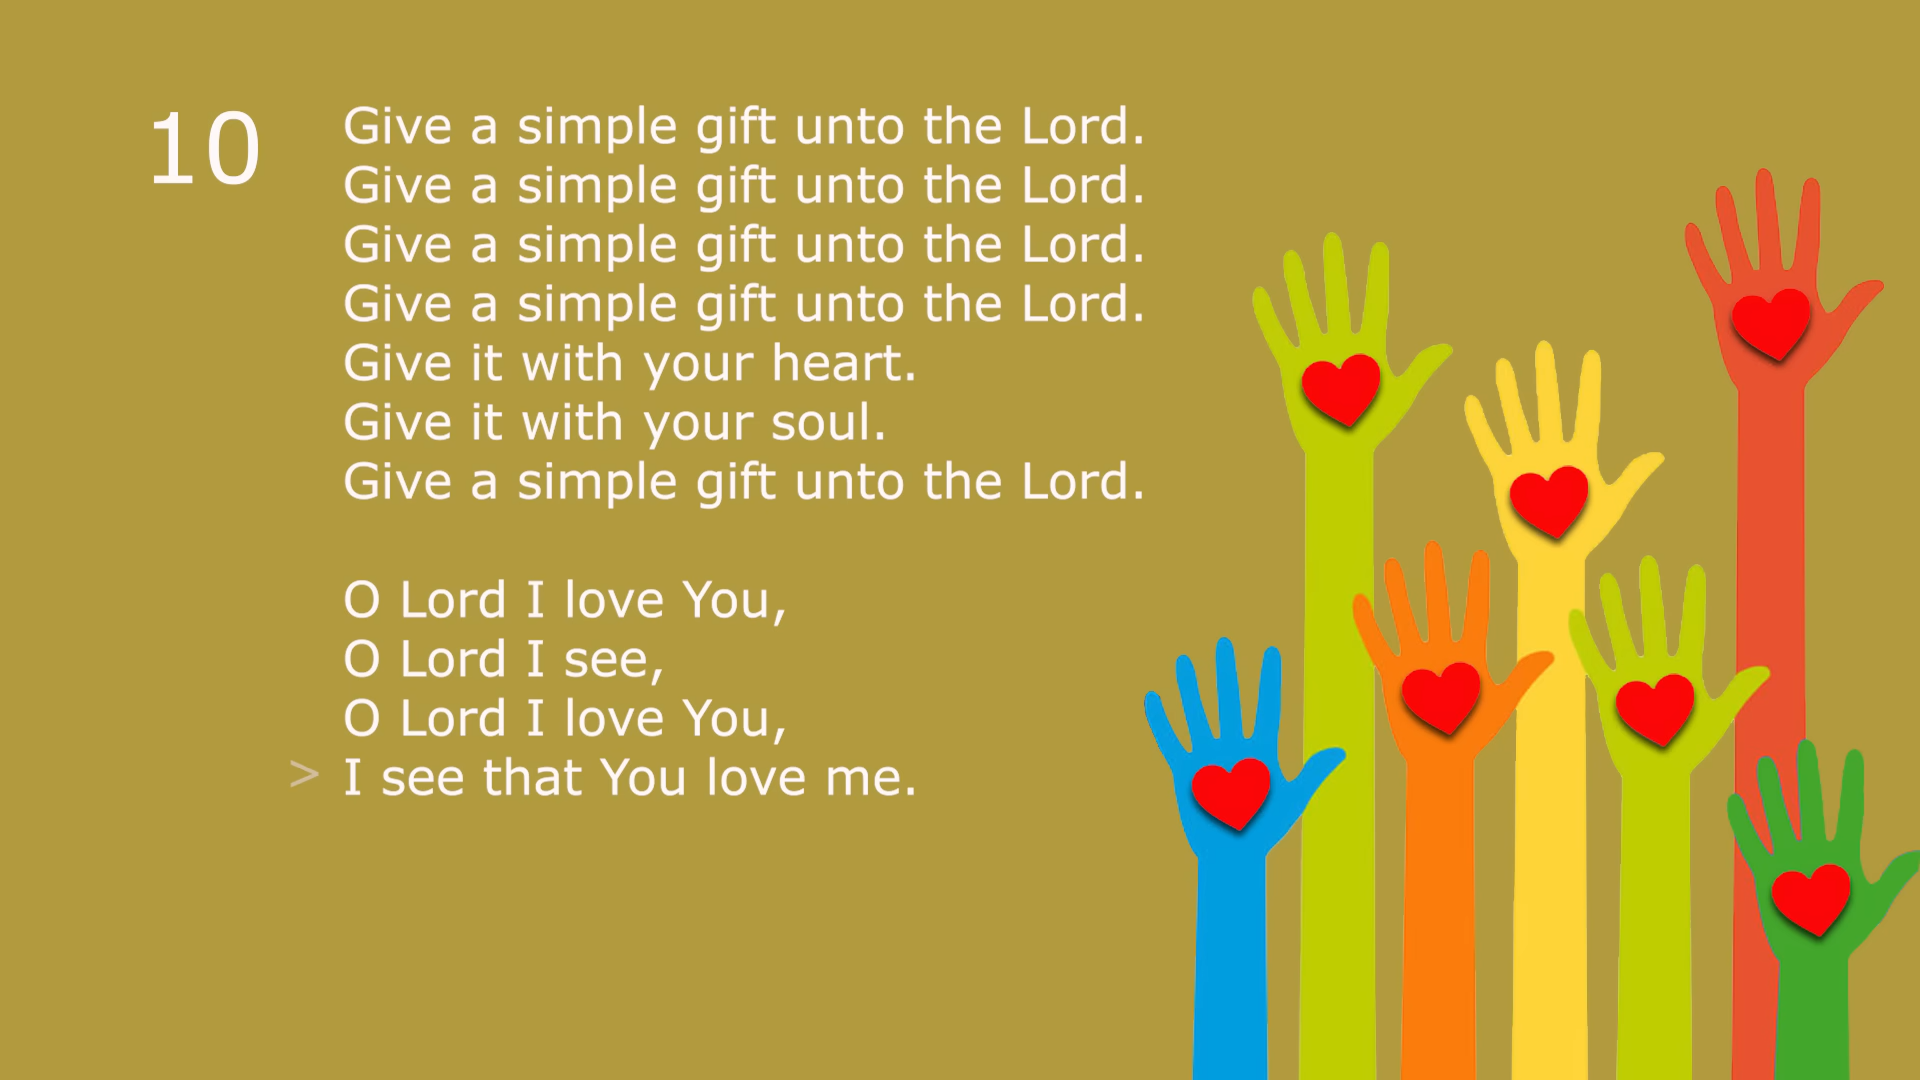 10
Give a simple gift unto the Lord.
Give a simple gift unto the Lord.
Give a simple gift unto the Lord.
Give a simple gift unto the Lord.
Give it with your heart.
Give it with your soul.
Give a simple gift unto the Lord.

O Lord I love You,
O Lord I see,
O Lord I love You,
> I see that You love me.